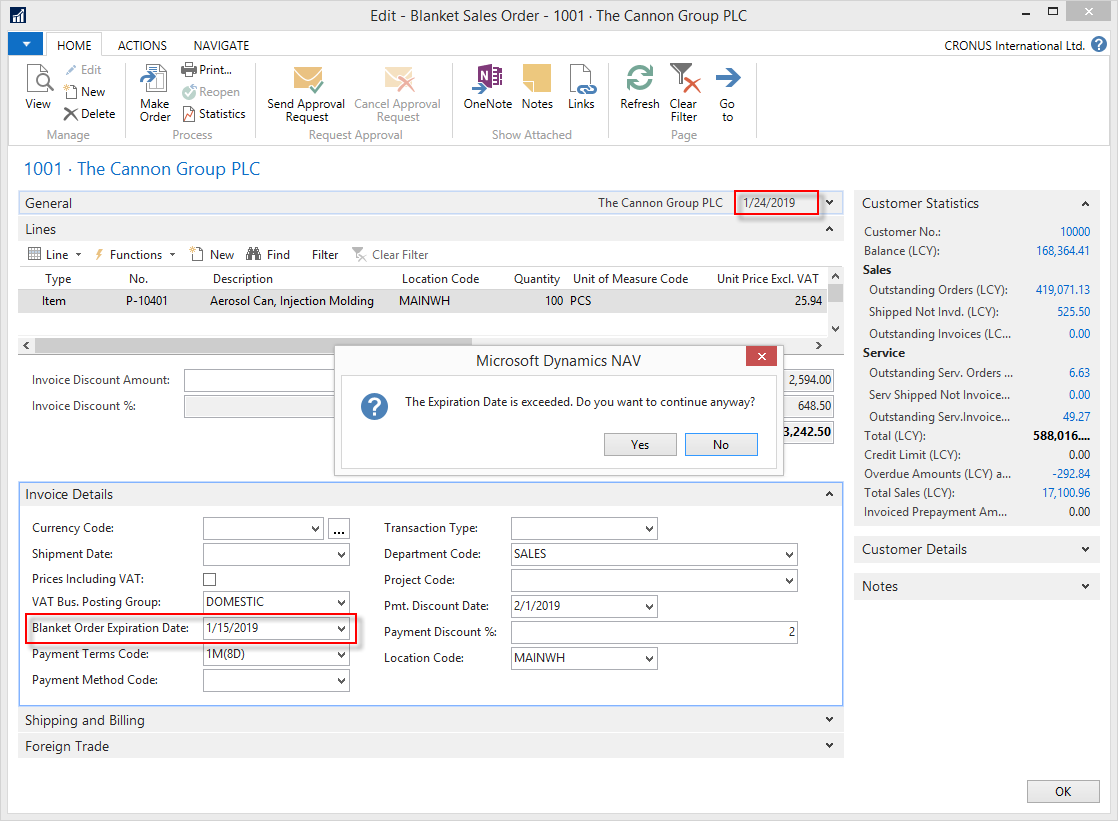 Edit - Blanket Sales Order - 1001 · The Cannon Group PLC
HOME ACTIONS NAVIGATE
CRONUS International Ltd.
View
Edit
New
Delete
Manage
Make Order
Print...
Reopen
Statistics
Process
Send Approval Request
Cancel Approval Request
Request Approval
OneNote
Notes
Links
Show Attached
Refresh
Clear Filter
Go to
Page
1001 · The Cannon Group PLC
General The Cannon Group PLC 1/24/2019
Lines
Line Functions New Find Filter Clear Filter
Type No. Description Location Code Quantity Unit of Measure Code Unit Price Excl. VAT
Item P-10401 Aerosol Can, Injection Molding MAINWH 100 PCS 25.94
Invoice Discount Amount: 2,594.00
Invoice Discount %: 648.50
3,242.50
Microsoft Dynamics NAV
The Expiration Date is exceeded. Do you want to continue anyway?
Yes No
Invoice Details
Currency Code: ...
Shipment Date:
Prices Including VAT:
VAT Bus. Posting Group: DOMESTIC
Blanket Order Expiration Date: 1/15/2019
Payment Terms Code: 1M(8D)
Payment Method Code:
Transaction Type:
Department Code: SALES
Project Code:
Pmt. Discount Date: 2/1/2019
Payment Discount %: 2
Location Code: MAINWH
Shipping and Billing
Foreign Trade
Customer Statistics
Customer No.: 10000
Balance (LCY): 168,364.41
Sales
Outstanding Orders (LCY): 419,071.13
Shipped Not Invd. (LCY): 525.50
Outstanding Invoices (LC... 0.00
Service
Outstanding Serv. Orders ... 6.63
Serv Shipped Not Invoice... 0.00
Outstanding Serv.Invoice... 49.27
Total (LCY): 588,016....
Credit Limit (LCY): 0.00
Overdue Amounts (LCY) a... -292.84
Total Sales (LCY): 17,100.96
Invoiced Prepayment Am... 0.00
Customer Details
Notes
OK